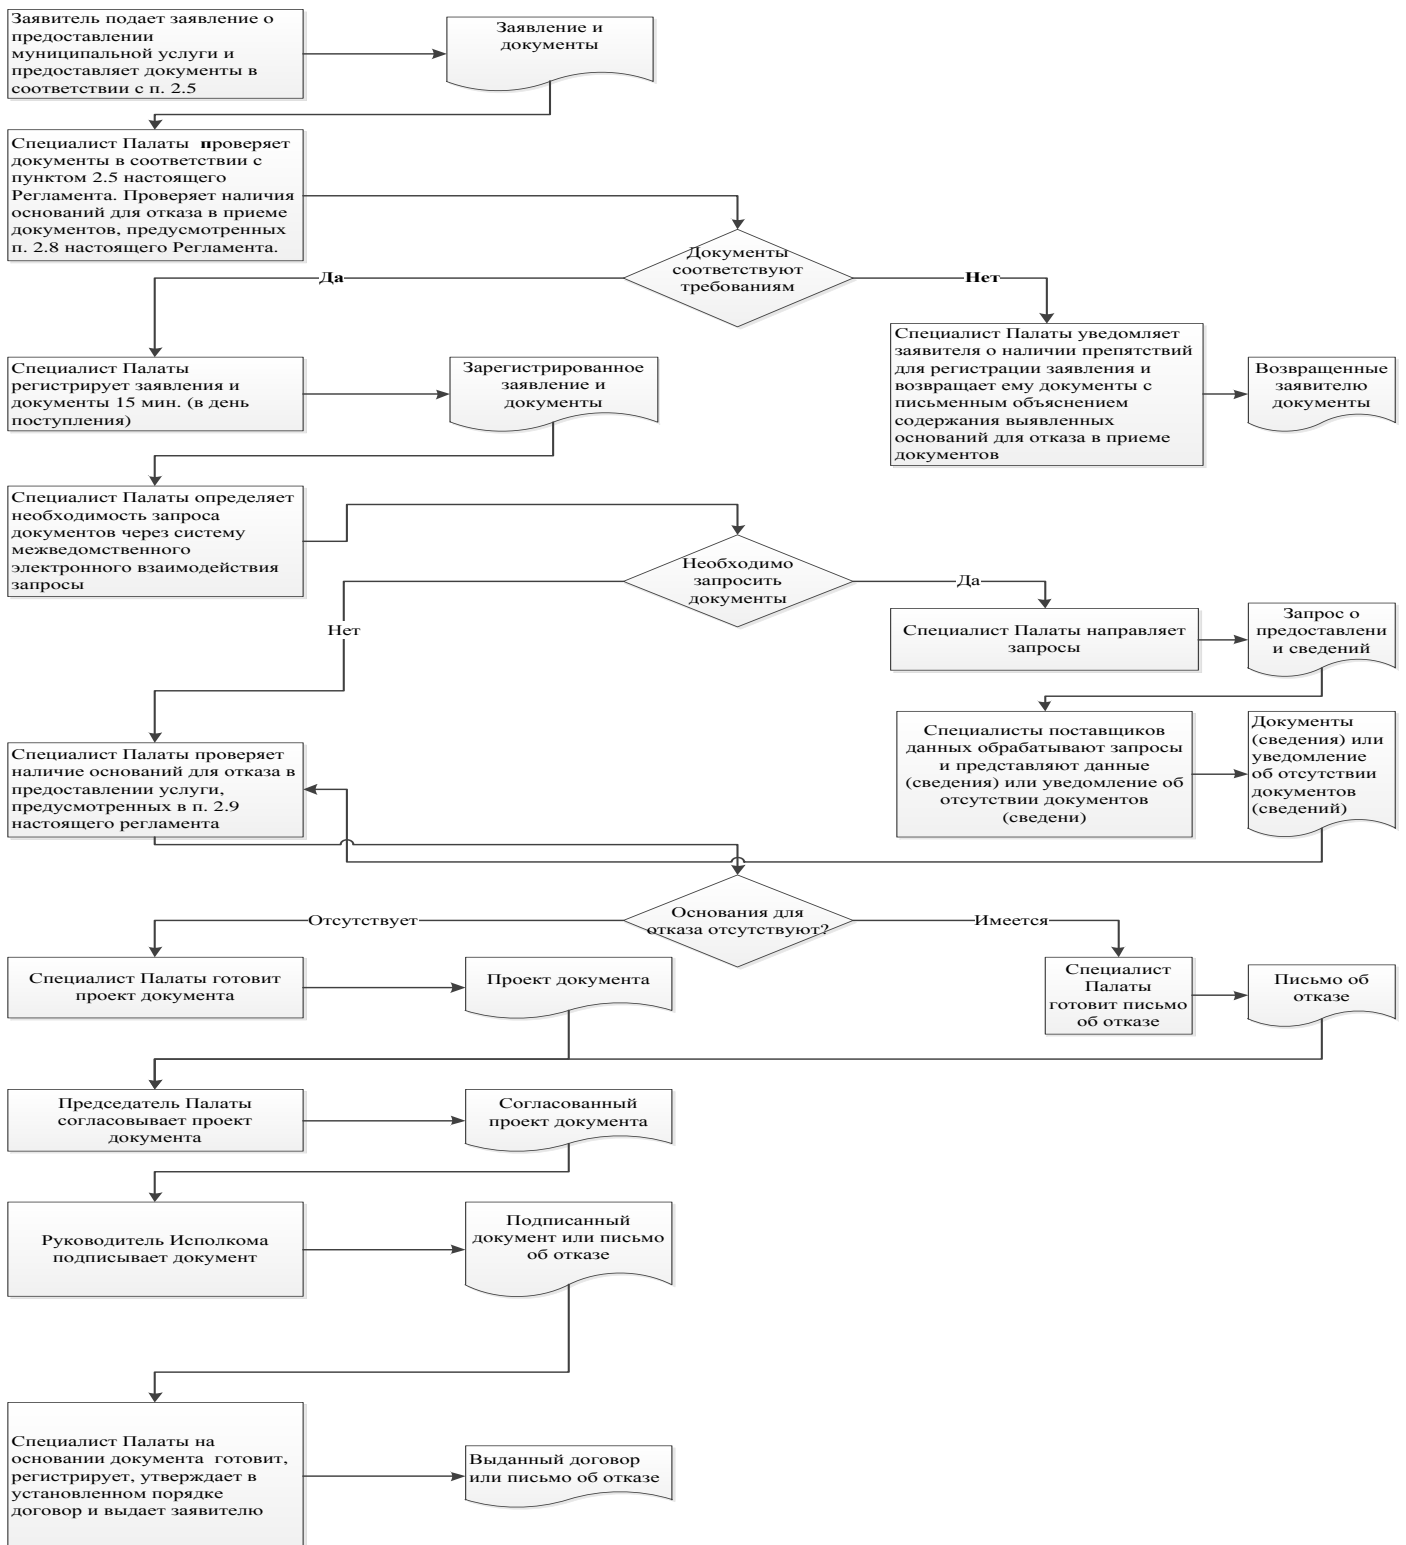 Заявитель подает заявление о
предоставлении
муниципальной услуги и
предоставляет документы в
соответствии с п. 2.5
Заявление и
документы
Специалист Палаты  проверяет
документы в соответствии с
пунктом 2.5 настоящего
Регламента. Проверяет наличия
оснований для отказа в приеме
документов, предусмотренных
п. 2.8 настоящего Регламента.
Документы
соответствуют
требованиям
Да
Нет
Специалист Палаты
регистрирует заявления и
документы 15 мин. (в день
поступления)
Зарегистрированное
заявление и
документы
Специалист Палаты уведомляет
заявителя о наличии препятствий
для регистрации заявления и
возвращает ему документы с
письменным объяснением
содержания выявленных
оснований для отказа в приеме
документов
Возвращенные
заявителю
документы
Специалист Палаты определяет
необходимость запроса
документов через систему
межведомственного
электронного взаимодействия
запросы
Необходимо
запросить
документы
Да
Нет
Специалист Палаты направляет
запросы
Запрос о
предоставлени
и сведений
Специалисты поставщиков
данных обрабатывают запросы
и представляют данные
(сведения) или уведомление об
отсутствии документов
(сведени)
Документы
(сведения) или
уведомление
об отсутствии
документов
(сведений)
Специалист Палаты проверяет
наличие оснований для отказа в
предоставлении услуги,
предусмотренных в п. 2.9
настоящего регламента
Основания для
отказа отсутствуют?
Отсутствует
Имеется
Специалист Палаты готовит
проект документа
Проект документа
Специалист
Палаты
готовит письмо
об отказе
Письмо об
отказе
Председатель Палаты
согласовывает проект
документа
Согласованный
проект документа
Руководитель Исполкома
подписывает документ
Подписанный
документ или письмо
об отказе
Специалист Палаты на
основании документа  готовит,
регистрирует, утверждает в
установленном порядке
договор и выдает заявителю
Выданный договор
или письмо об отказе